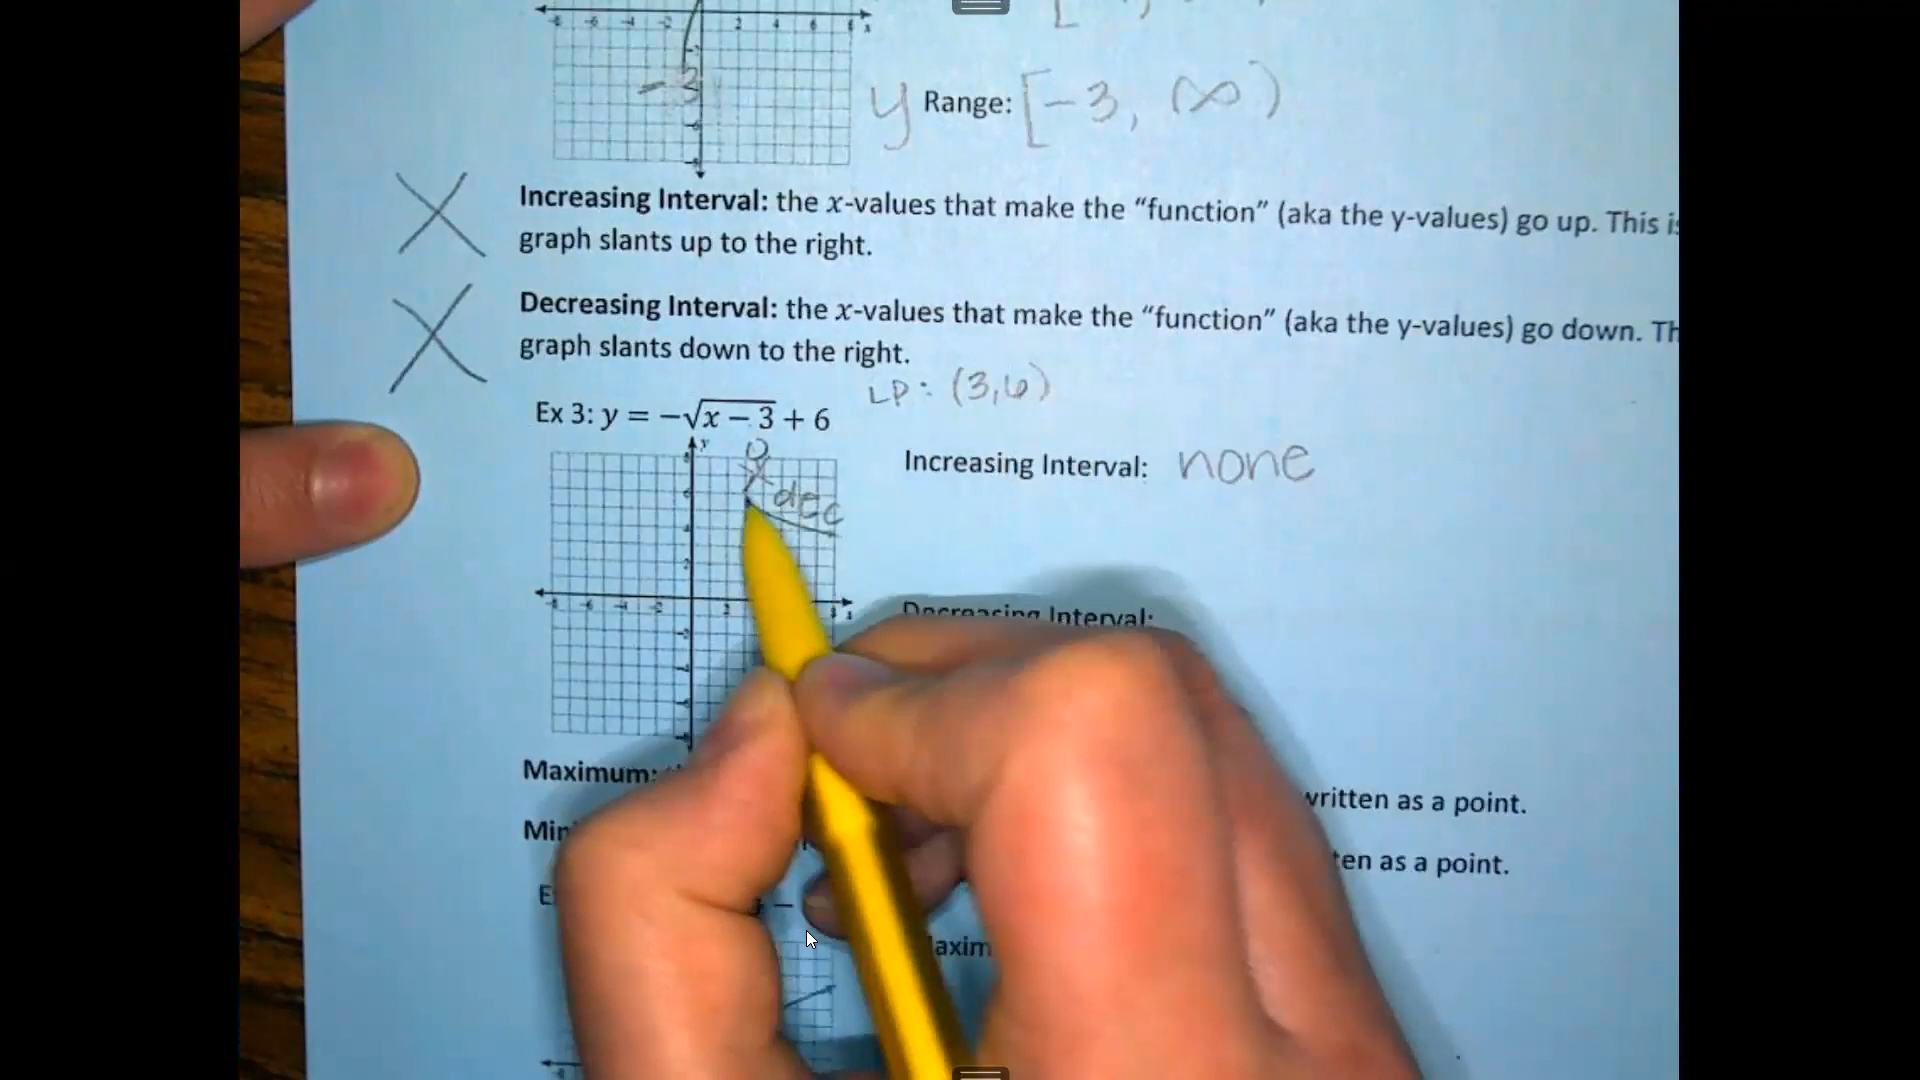 -3
y Range: [-3, ∞)
X Increasing Interval: the x-values that make the “function” (aka the y-values) go up. This
graph slants up to the right.
X Decreasing Interval: the x-values that make the “function” (aka the y-values) go down.
graph slants down to the right.
LP: (3,6)
Ex 3: y = -√x - 3 + 6
Increasing Interval: none
dec
Decreasing Interval:
Maximum:
written as a point.
as a point.